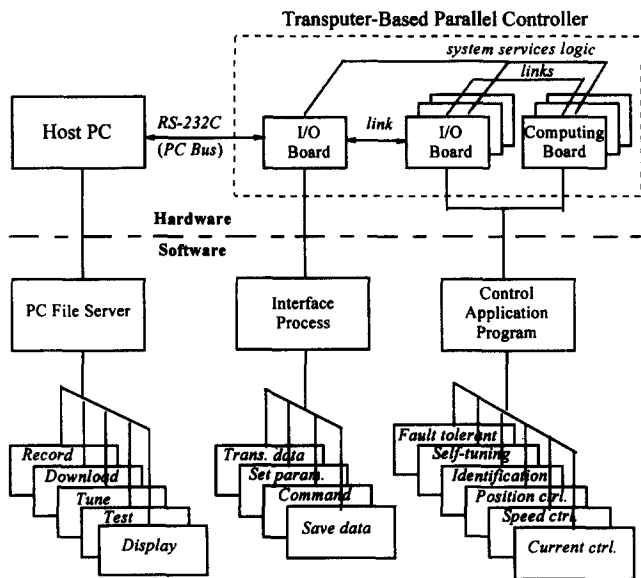 Transputer-Based Parallel Controller
system services logic
links
Host PC
RS-232C
(PC Bus)
I/O
Board
link
I/O
Board
Computing
Board
Hardware
Software
PC File Server
Interface
Process
Control
Application
Program
Record
Download
Tune
Test
Display
Trans. data
Set param.
Command
Save data
Fault tolerant
Self-tuning
Identification
Position ctrl.
Speed ctrl.
Current ctrl.